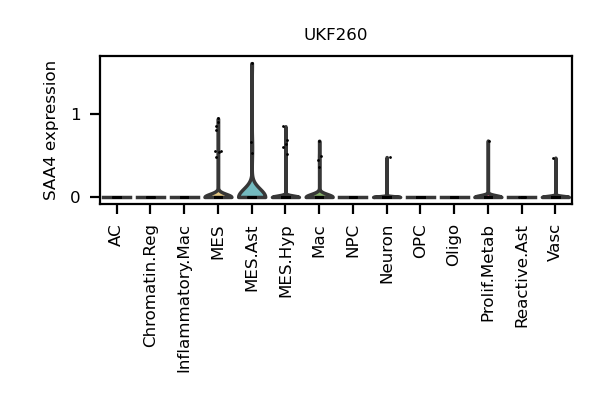 UKF260
SAA4 expression
1
0
AC
Chromatin.Reg
Inflammatory.Mac
MES
MES.Ast
MES.Hyp
Mac
NPC
Neuron
OPC
Oligo
Prolif.Metab
Reactive.Ast
Vasc